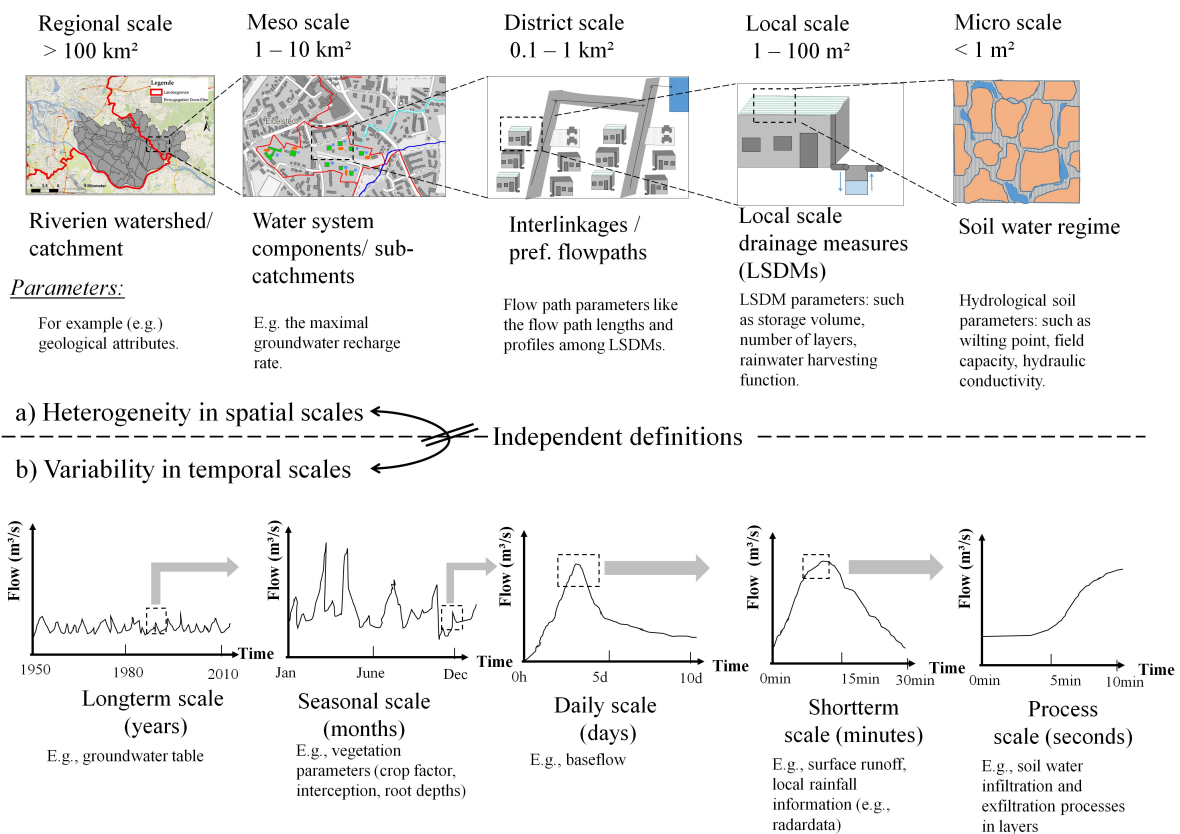 Regional scale
> 100 km²
Meso scale
1 – 10 km²
District scale
0.1 – 1 km²
Local scale
1 – 100 m²
Micro scale
< 1 m²
Legende
Landesgrenze
Einzugsgebiet Dove-Elbe
Kilometer
Riverien watershed/
catchment
Water system
components/ sub-
catchments
Interlinkages /
pref. flowpaths
Local scale
drainage measures
(LSDMs)
Soil water regime
Parameters:
For example (e.g.)
geological attributes.
E.g. the maximal
groundwater recharge
rate.
Flow path parameters like
the flow path lengths and
profiles among LSDMs.
LSDM parameters: such
as storage volume,
number of layers,
rainwater harvesting
function.
Hydrological soil
parameters: such as
wilting point, field
capacity, hydraulic
conductivity.
a) Heterogeneity in spatial scales
Independent definitions
b) Variability in temporal scales
Flow (m³/s)
1950
1980
2010
Time
Longterm scale
(years)
E.g., groundwater table
Flow (m³/s)
Jan
June
Dec
Time
Seasonal scale
(months)
E.g., vegetation
parameters (crop factor,
interception, root depths)
Flow (m³/s)
0h
5d
10d
Time
Daily scale
(days)
E.g., baseflow
Flow (m³/s)
0min
15min
30min
Time
Shortterm
scale (minutes)
E.g., surface runoff,
local rainfall
information (e.g.,
radardata)
Flow (m³/s)
0min
5min
10min
Time
Process
scale (seconds)
E.g., soil water
infiltration and
exfiltration processes
in layers